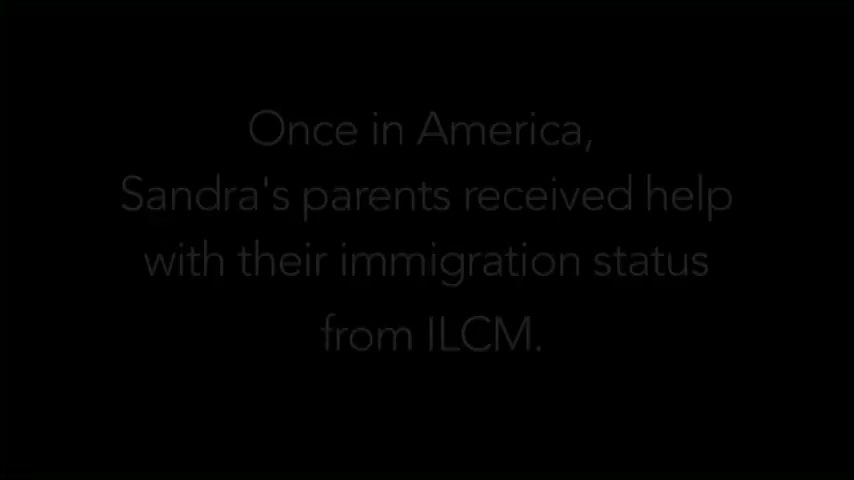 Once in America,
Sandra's parents received help
with their immigration status
from ILCM.